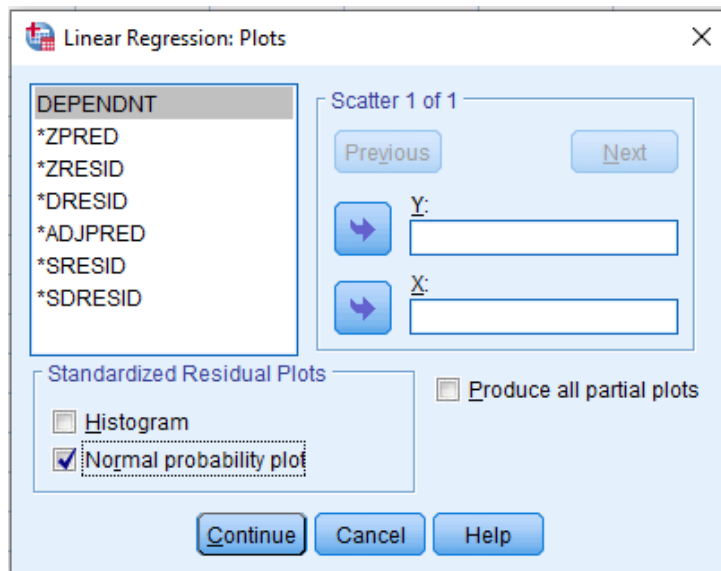 Linear Regression: Plots
DEPENDNT
*ZPRED
*ZRESID
*DRESID
*ADJPRED
*SRESID
*SDRESID
Scatter 1 of 1
Previous Next
Y:
X:
Standardized Residual Plots
Histogram
Normal probability plot
Produce all partial plots
Continue Cancel Help